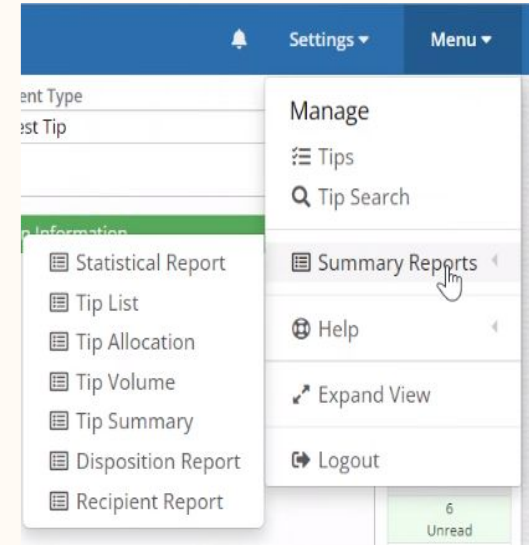 Settings
Menu
ent Type
est Tip
Manage
Tips
Tip Search
Information
Summary Reports
Statistical Report
Tip List
Tip Allocation
Tip Volume
Tip Summary
Disposition Report
Recipient Report
Help
Expand View
Logout
6
Unread